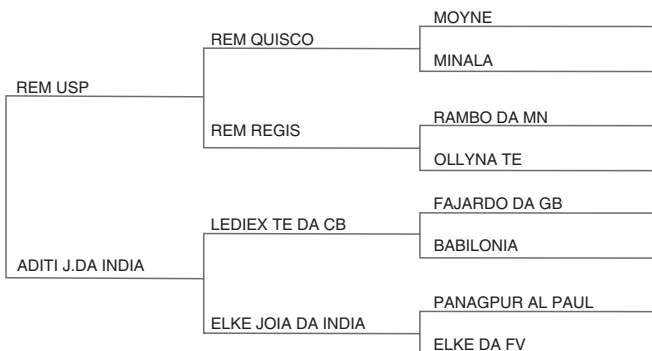 MOYNE
REM QUISCO
MINALA
REM USP
RAMBO DA MN
REM REGIS
OLLYNA TE
FAJARDO DA GB
LEDIEX TE DA CB
BABILONIA
ADITI J.DA INDIA
PANAGPUR AL PAUL
ELKE JOIA DA INDIA
ELKE DA FV